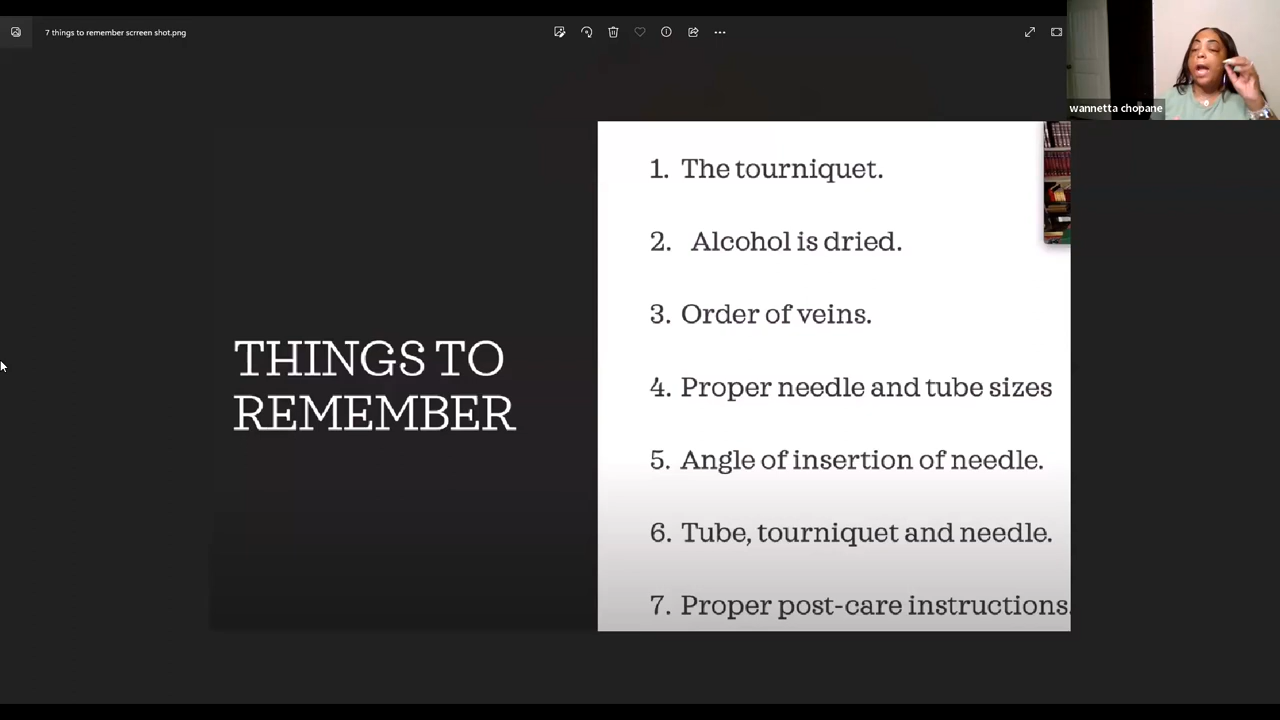 7 things to remember scrreen shot.png
wannetta chopane
THINGS TO
REMEMBER
1. The tourniquet.
2. Alcohol is dried.
3. Order of veins.
4. Proper needle and tube sizes
5. Angle of insertion of needle.
6. Tube, tourniquet and needle.
7. Proper post-care instructions.